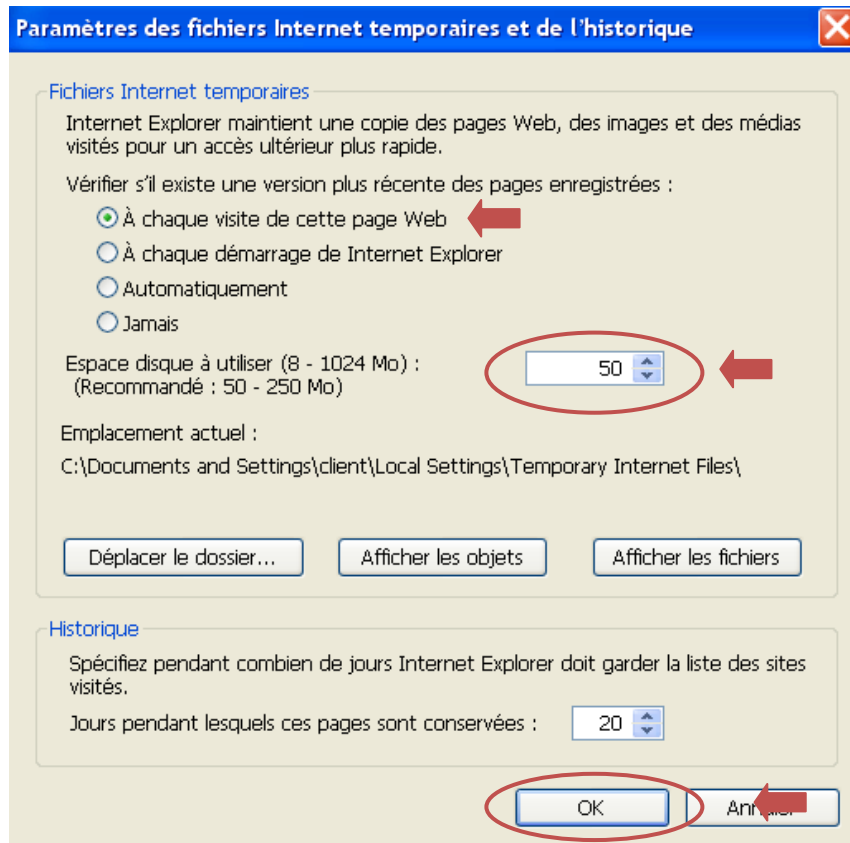 Paramètres des fichiers Internet temporaires et de l'historique
Fichiers Internet temporaires
Internet Explorer maintient une copie des pages Web, des images et des médias
visités pour un accès ultérieur plus rapide.
Vérifier s'il existe une version plus récente des pages enregistrées :
À chaque visite de cette page Web
À chaque démarrage de Internet Explorer
Automatiquement
Jamais
Espace disque à utiliser (8 - 1024 Mo) : 50
(Recommandé : 50 - 250 Mo)
Emplacement actuel :
C:\Documents and Settings\client\Local Settings\Temporary Internet Files\
Déplacer le dossier... Afficher les objets Afficher les fichiers
Historique
Spécifiez pendant combien de jours Internet Explorer doit garder la liste des sites
visités.
Jours pendant lesquels ces pages sont conservées : 20
OK